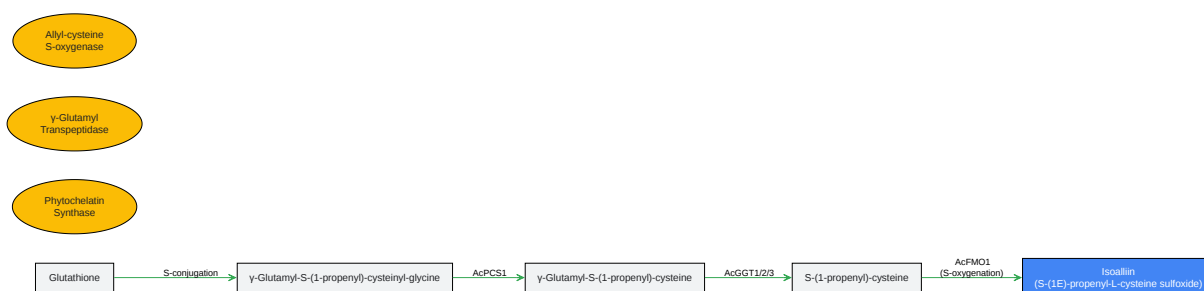 Allyl-cysteine
S-oxygenase
γ-Glutamyl
Transpeptidase
Phytochelatin
Synthase
Glutathione
S-conjugation
γ-Glutamyl-S-(1-propenyl)-cysteinyl-glycine
AcPCS1
γ-Glutamyl-S-(1-propenyl)-cysteine
AcGGT1/2/3
S-(1-propenyl)-cysteine
AcFMO1
(S-oxygenation)
Isoalliin
(S-(1E)-propenyl-L-cysteine sulfoxide)